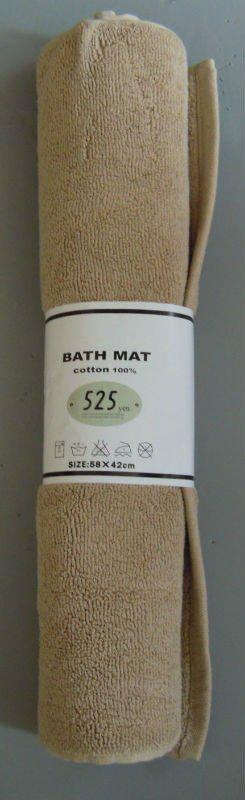 BATH MAT
cotton 100%
525 yen
SIZE:58×42cm